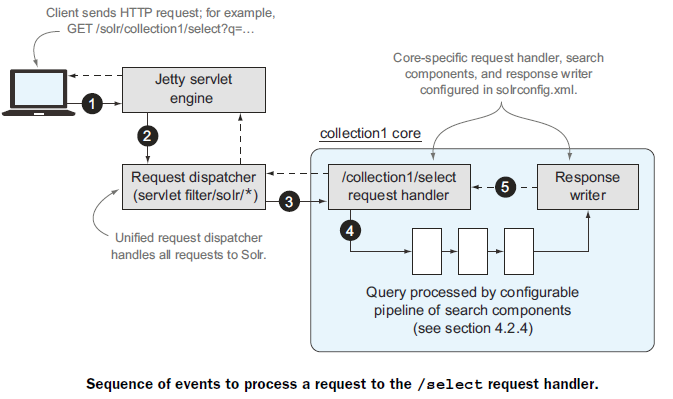 Client sends HTTP request; for example,
GET /solr/collection1/select?q=...
Core-specific request handler, search
components, and response writer
configured in solrconfig.xml.
Jetty servlet
engine
1
2
collection1 core
Request dispatcher
(servlet filter/solr/*)
3
/collection1/select
request handler
5
Response
writer
4
Unified request dispatcher
handles all requests to Solr.
Query processed by configurable
pipeline of search components
(see section 4.2.4)
Sequence of events to process a request to the /select request handler.